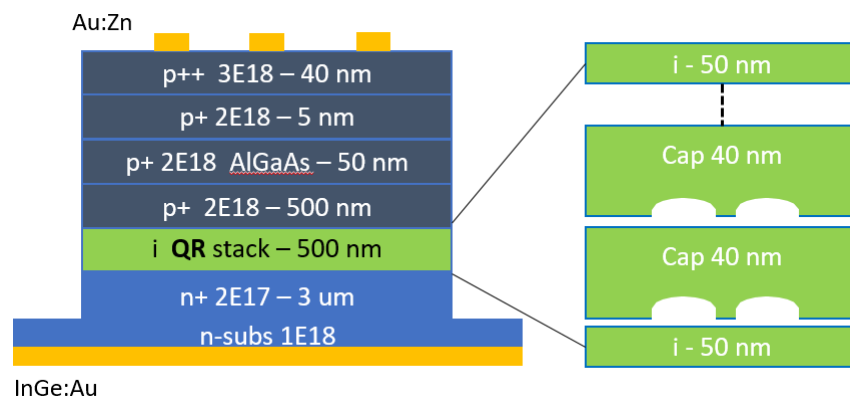 Au:Zn
p++ 3E18 – 40 nm
p+ 2E18 – 5 nm
p+ 2E18 AlGaAs – 50 nm
p+ 2E18 – 500 nm
i QR stack – 500 nm
n+ 2E17 – 3 um
n-subs 1E18
InGe:Au
i - 50 nm
Cap 40 nm
Cap 40 nm
i - 50 nm